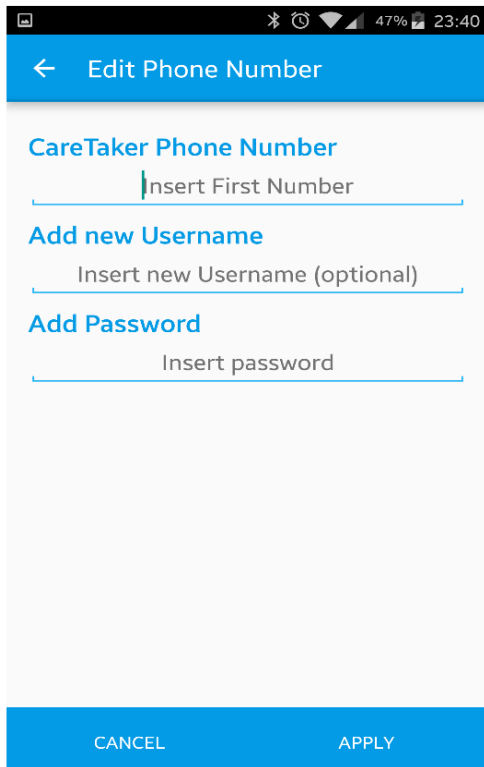 47% 23:40
Edit Phone Number
CareTaker Phone Number
Insert First Number
Add new Username
Insert new Username (optional)
Add Password
Insert password
CANCEL APPLY